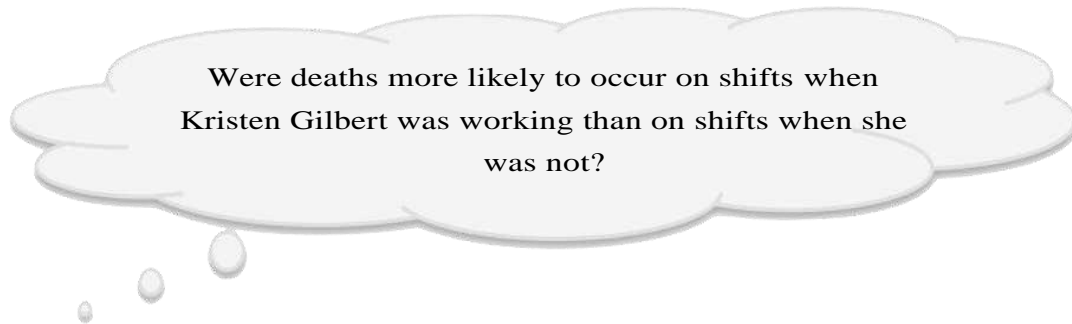 Were deaths more likely to occur on shifts when
Kristen Gilbert was working than on shifts when she
was not?